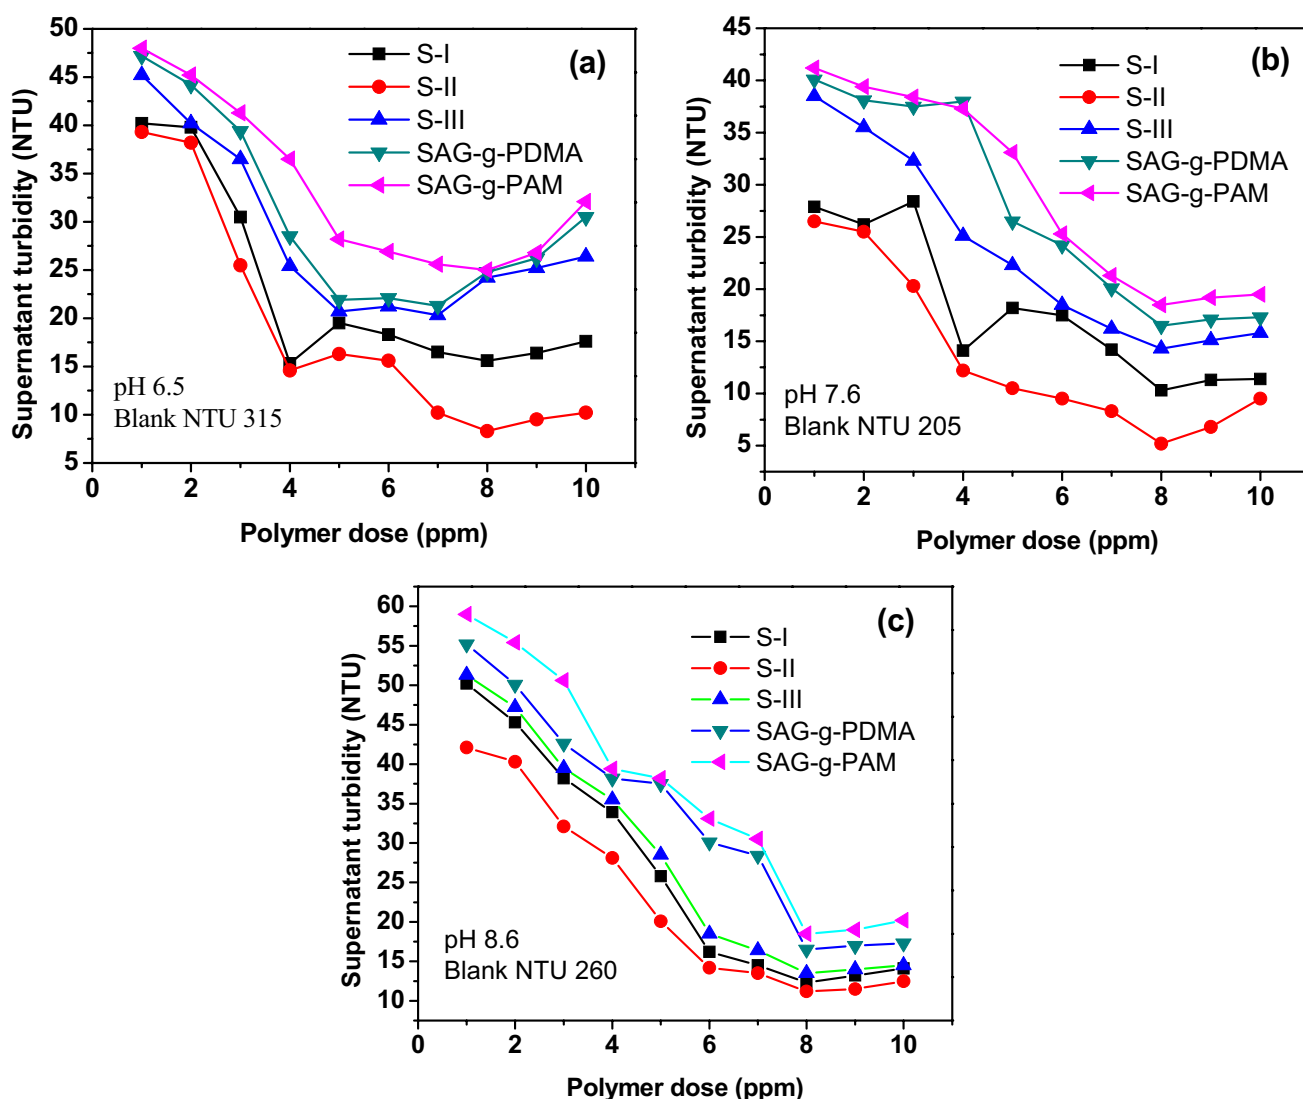 50
45
40
35
30
25
20
15
10
5
0
2
4
6
8
10
Supernatant turbidity (NTU)
Polymer dose (ppm)
S-I
S-II
S-III
SAG-g-PDMA
SAG-g-PAM
(a)
pH 6.5
Blank NTU 315
45
40
35
30
25
20
15
10
5
0
2
4
6
8
10
Supernatant turbidity (NTU)
Polymer dose (ppm)
S-I
S-II
S-III
SAG-g-PDMA
SAG-g-PAM
(b)
pH 7.6
Blank NTU 205
60
55
50
45
40
35
30
25
20
15
10
0
2
4
6
8
10
Supernatant turbidity (NTU)
Polymer dose (ppm)
S-I
S-II
S-III
SAG-g-PDMA
SAG-g-PAM
(c)
pH 8.6
Blank NTU 260